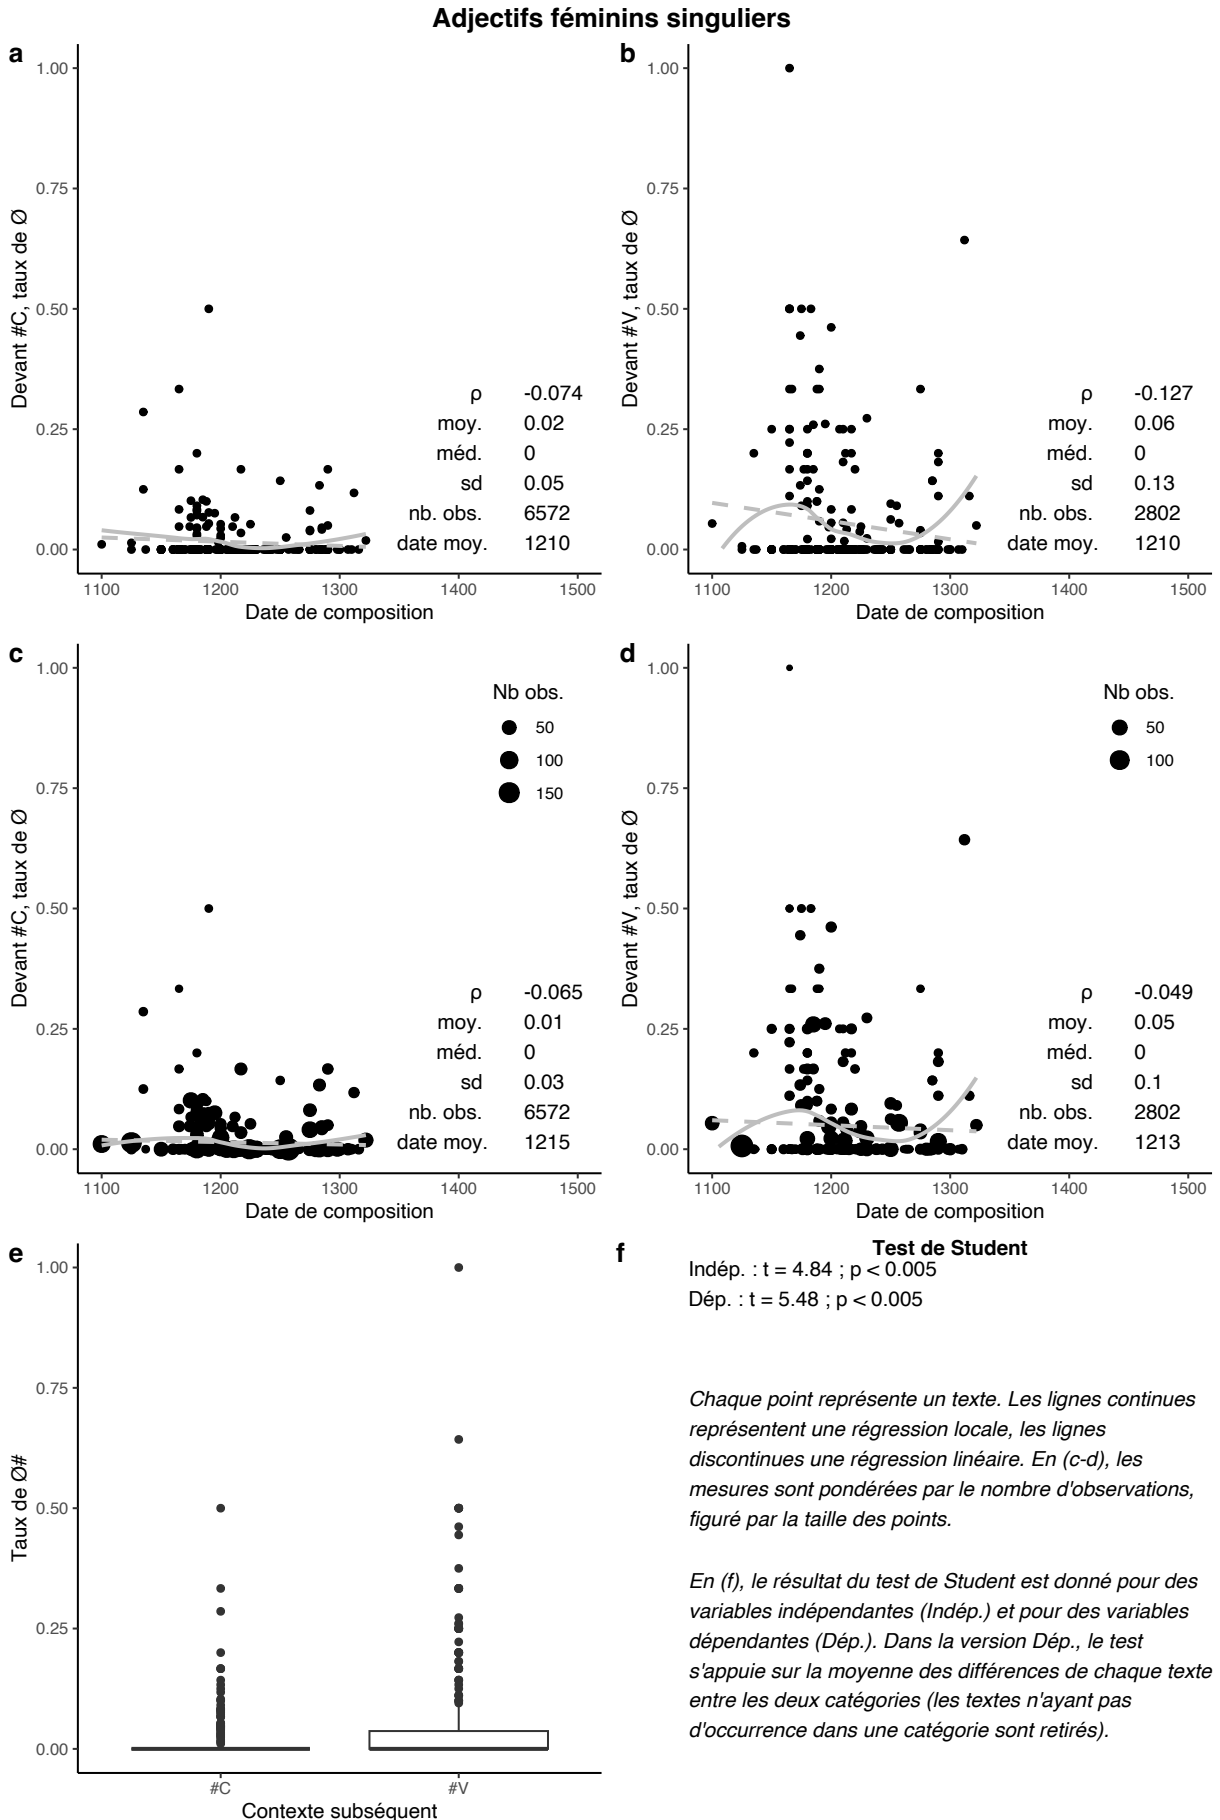 Adjectifs féminins singuliers
a
1.00
0.75
0.50
0.25
0.00
Devant #C, taux de Ø
ρ -0.074
moy. 0.02
méd. 0
sd 0.05
nb. obs. 6572
date moy. 1210
1100 1200 1300 1400 1500
Date de composition
b
1.00
0.75
0.50
0.25
0.00
Devant #V, taux de Ø
ρ -0.127
moy. 0.06
méd. 0
sd 0.13
nb. obs. 2802
date moy. 1210
1100 1200 1300 1400 1500
Date de composition
c
1.00
0.75
0.50
0.25
0.00
Devant #C, taux de Ø
Nb obs.
50
100
150
ρ -0.065
moy. 0.01
méd. 0
sd 0.03
nb. obs. 6572
date moy. 1215
1100 1200 1300 1400 1500
Date de composition
d
1.00
0.75
0.50
0.25
0.00
Devant #V, taux de Ø
Nb obs.
50
100
ρ -0.049
moy. 0.05
méd. 0
sd 0.1
nb. obs. 2802
date moy. 1213
1100 1200 1300 1400 1500
Date de composition
e
1.00
0.75
0.50
0.25
0.00
Taux de Ø#
#C #V
Contexte subséquent
f
Test de Student
Indép. : t = 4.84 ; p < 0.005
Dép. : t = 5.48 ; p < 0.005
Chaque point représente un texte. Les lignes continues
représentent une régression locale, les lignes
discontinues une régression linéaire. En (c-d), les
mesures sont pondérées par le nombre d'observations,
figuré par la taille des points.
En (f), le résultat du test de Student est donné pour des
variables indépendantes (Indép.) et pour des variables
dépendantes (Dép.). Dans la version Dép., le test
s'appuie sur la moyenne des différences de chaque texte
entre les deux catégories (les textes n'ayant pas
d'occurrence dans une catégorie sont retirés).